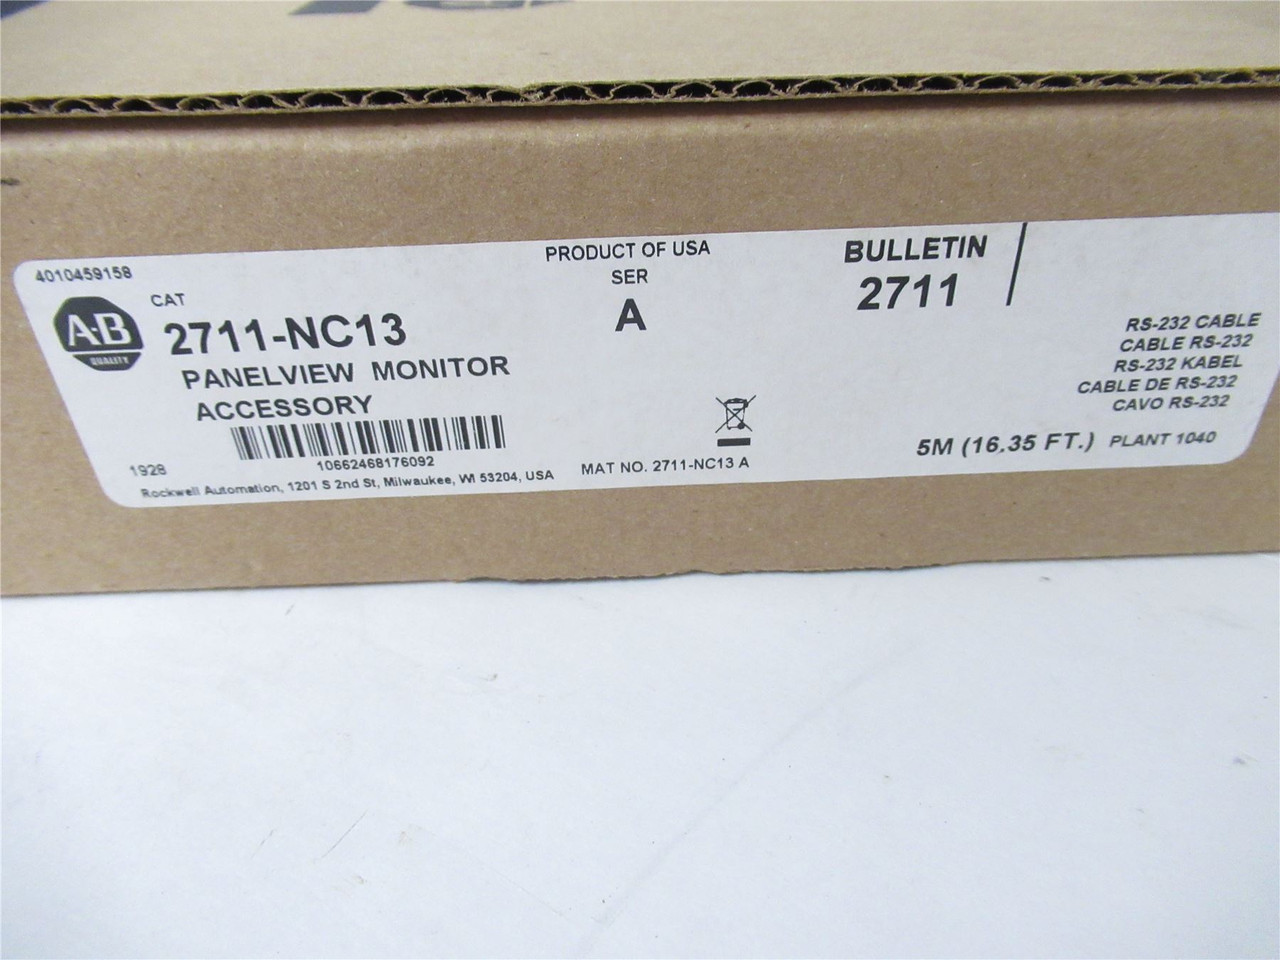 4010459158
A-B
QUALITY
CAT
2711-NC13
PANELVIEW MONITOR
ACCESSORY
10662468176092
1928
Rockwell Automation, 1201 S 2nd St, Milwaukee, WI 53204, USA
PRODUCT OF USA
SER
A
MAT NO. 2711-NC13 A
BULLETIN
2711
RS-232 CABLE
CABLE RS-232
RS-232 KABEL
CABLE DE RS-232
CAVO RS-232
5M (16.35 FT.) PLANT 1040